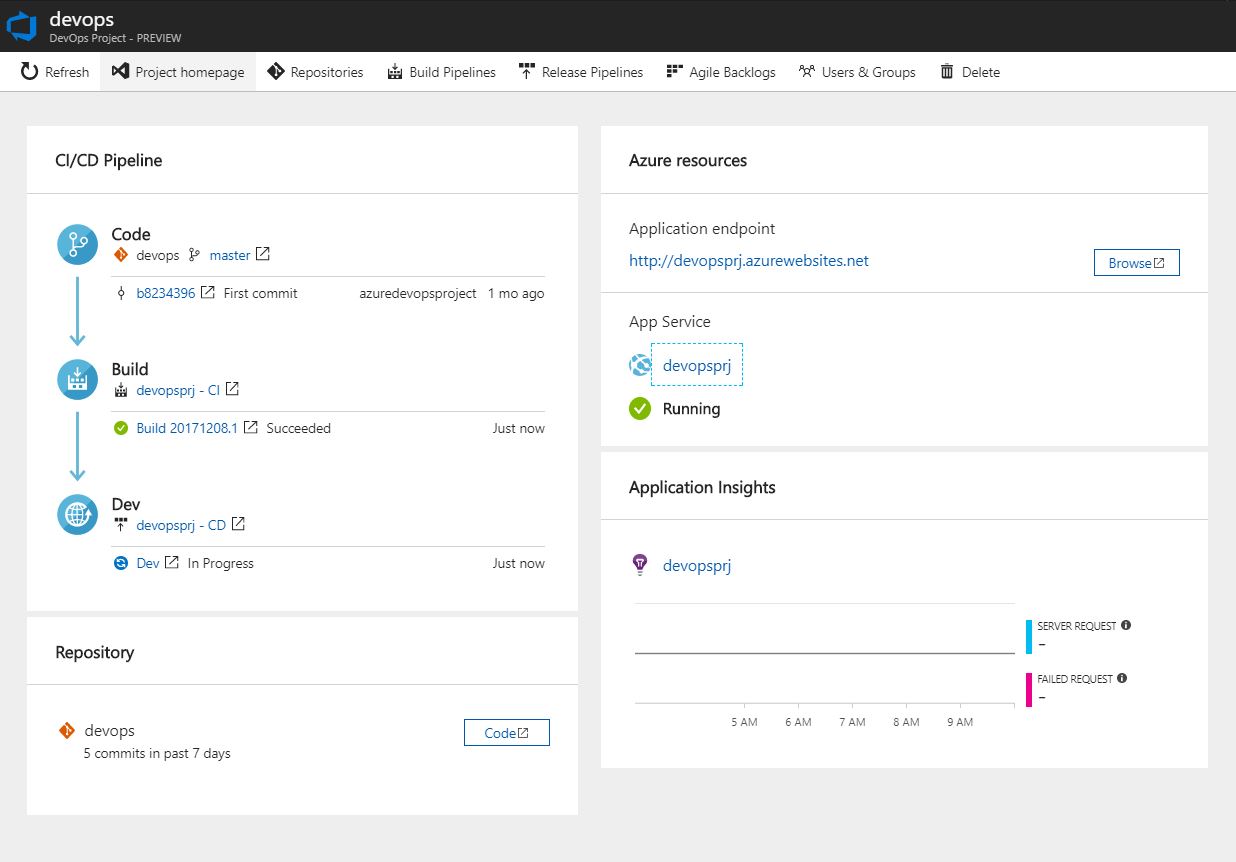 devops
DevOps Project - PREVIEW
Refresh Project homepage Repositories Build Pipelines Release Pipelines Agile Backlogs Users & Groups Delete
CI/CD Pipeline
Code
devops master
b8234396 First commit azuredevopsproject 1 mo ago
Build
devopsprj - CI
Build 20171208.1 Succeeded Just now
Dev
devopsprj - CD
Dev In Progress Just now
Repository
devops
5 commits in past 7 days
Code
Azure resources
Application endpoint
http://devopsprj.azurewebsites.net
Browse
App Service
devopsprj
Running
Application Insights
devopsprj
SERVER REQUEST
--
FAILED REQUEST
--
5 AM 6 AM 7 AM 8 AM 9 AM